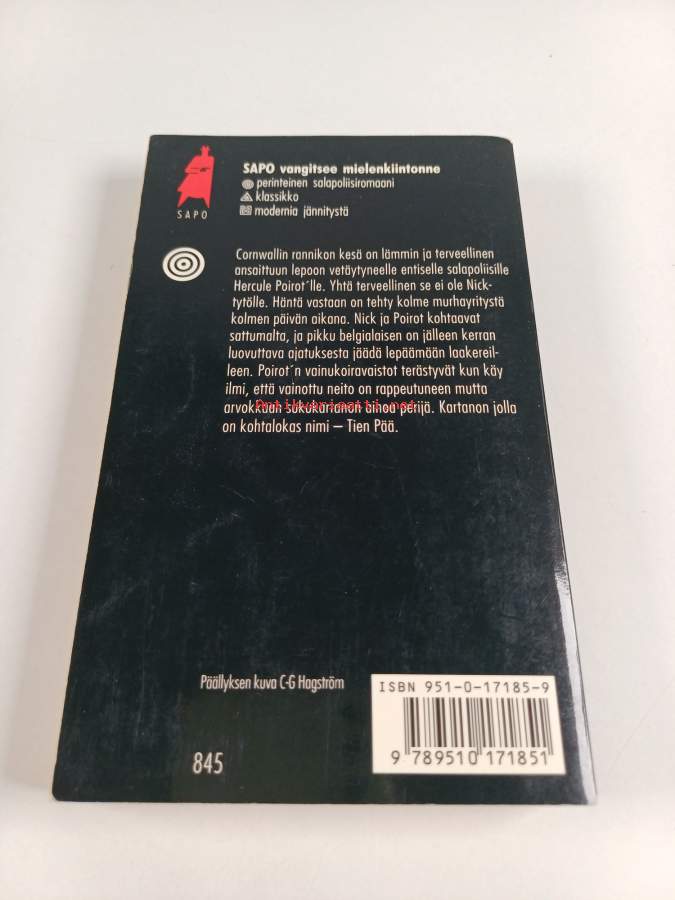 SAPO vangitsee mielenkiintonne
perinteinen salapoliisiromaani
klassikko
modernia jännitystä
SAPO
Cornwallin rannikon kesä on lämmin ja terveellinen
ansaittuun lepoon vetäytyneelle entiselle salapoliisille
Hercule Poirot´lle. Yhtä terveellinen se ei ole Nick-
tytölle. Häntä vastaan on tehty kolme murhayritystä
kolmen päivän aikana. Nick ja Poirot kohtaavat
sattumalta, ja pikku belgialaisen on jälleen kerran
luovuttava ajatuksesta jäädä lepäämään laakereil-
leen. Poirot´n vainukoiravaistot terästyvät kun käy
ilmi, että vainottu neito on rappeutuneen mutta
arvokkaan sukukartanon ainoa perijä. Kartanon jolla
on kohtalokas nimi – Tien Pää.
Antikvariaatti.net
Päällyksen kuva C-G Hagström
ISBN 951-0-17185-9
9 789510 171851
845